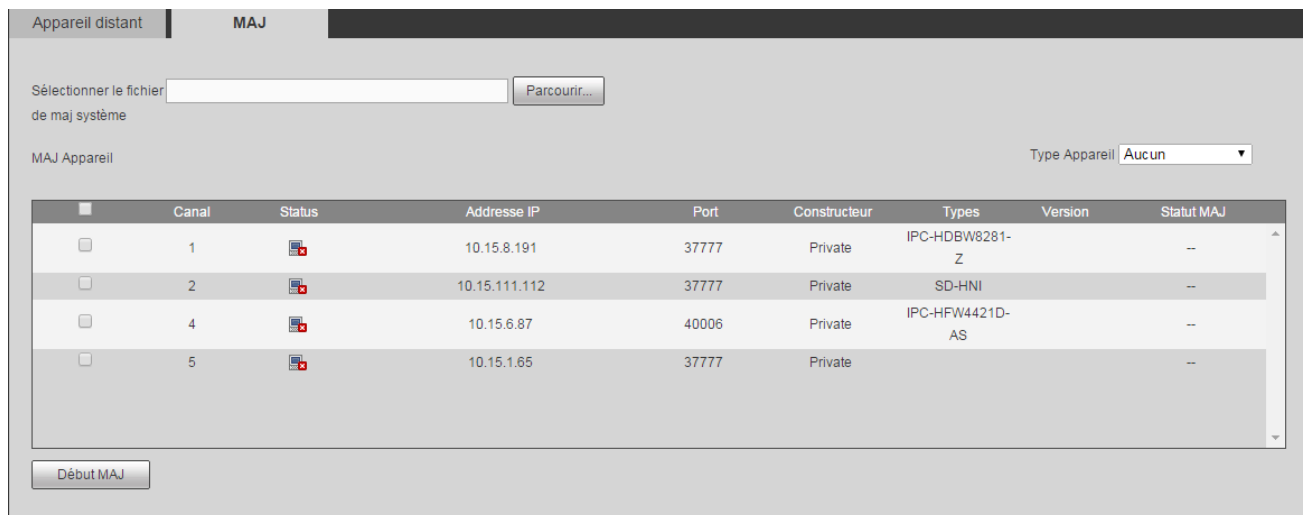 Appareil distant MAJ
Sélectionner le fichier Parcourir...
de maj système
MAJ Appareil Type Appareil Aucun
Canal Status Addresse IP Port Constructeur Types Version Statut MAJ
1 10.15.8.191 37777 Private IPC-HDBW8281-
Z --
2 10.15.111.112 37777 Private SD-HNI --
4 10.15.6.87 40006 Private IPC-HFW4421D-
AS --
5 10.15.1.65 37777 Private --
Début MAJ